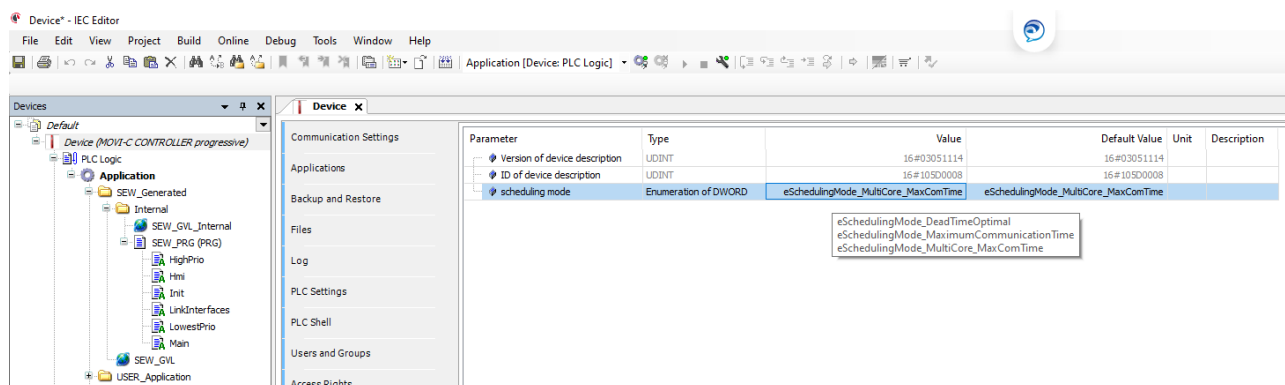 Device* - IEC Editor
File Edit View Project Build Online Debug Tools Window Help
Application [Device: PLC Logic]
Devices
Default
Device (MOVI-C CONTROLLER progressive)
PLC Logic
Application
SEW_Generated
Internal
SEW_GVL_Internal
SEW_PRG (PRG)
HighPrio
Hmi
Init
LinkInterfaces
LowestPrio
Main
SEW_GVL
USER_Application
Device
Communication Settings
Applications
Backup and Restore
Files
Log
PLC Settings
PLC Shell
Users and Groups
Access Rights
Parameter Type Value Default Value Unit Description
Version of device description UDINT 16#03051114 16#03051114
ID of device description UDINT 16#105D0008 16#105D0008
scheduling mode Enumeration of DWORD eSchedulingMode_MultiCore_MaxComTime eSchedulingMode_MultiCore_MaxComTime
eSchedulingMode_DeadTimeOptimal
eSchedulingMode_MaximumCommunicationTime
eSchedulingMode_MultiCore_MaxComTime